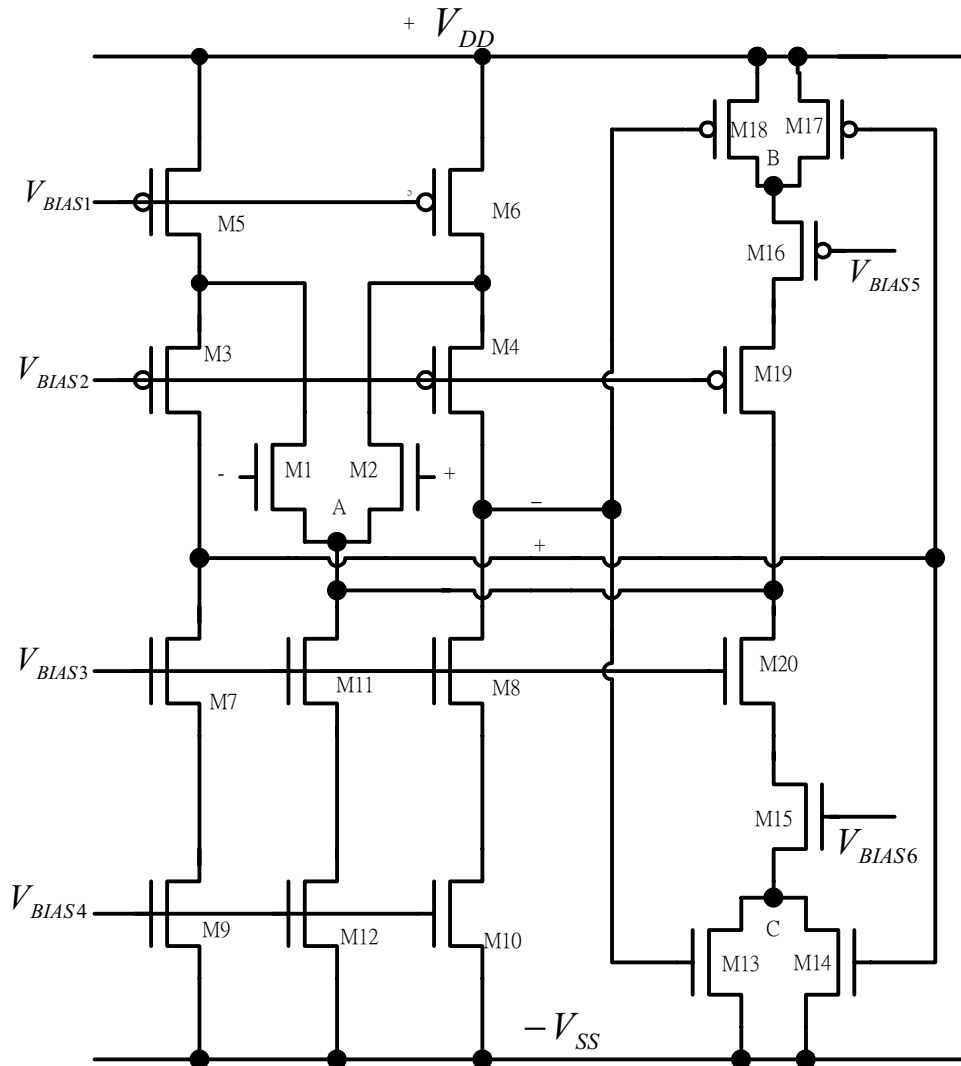 + V_DD
M18 M17
B
V_BIAS1
M5
M6
M16
V_BIAS5
M3
M4
V_BIAS2
M19
- M1 M2 +
A
−
+
V_BIAS3
M7
M11
M8
M20
M15
V_BIAS6
V_BIAS4
M9
M12
M10
C
M13 M14
− V_SS